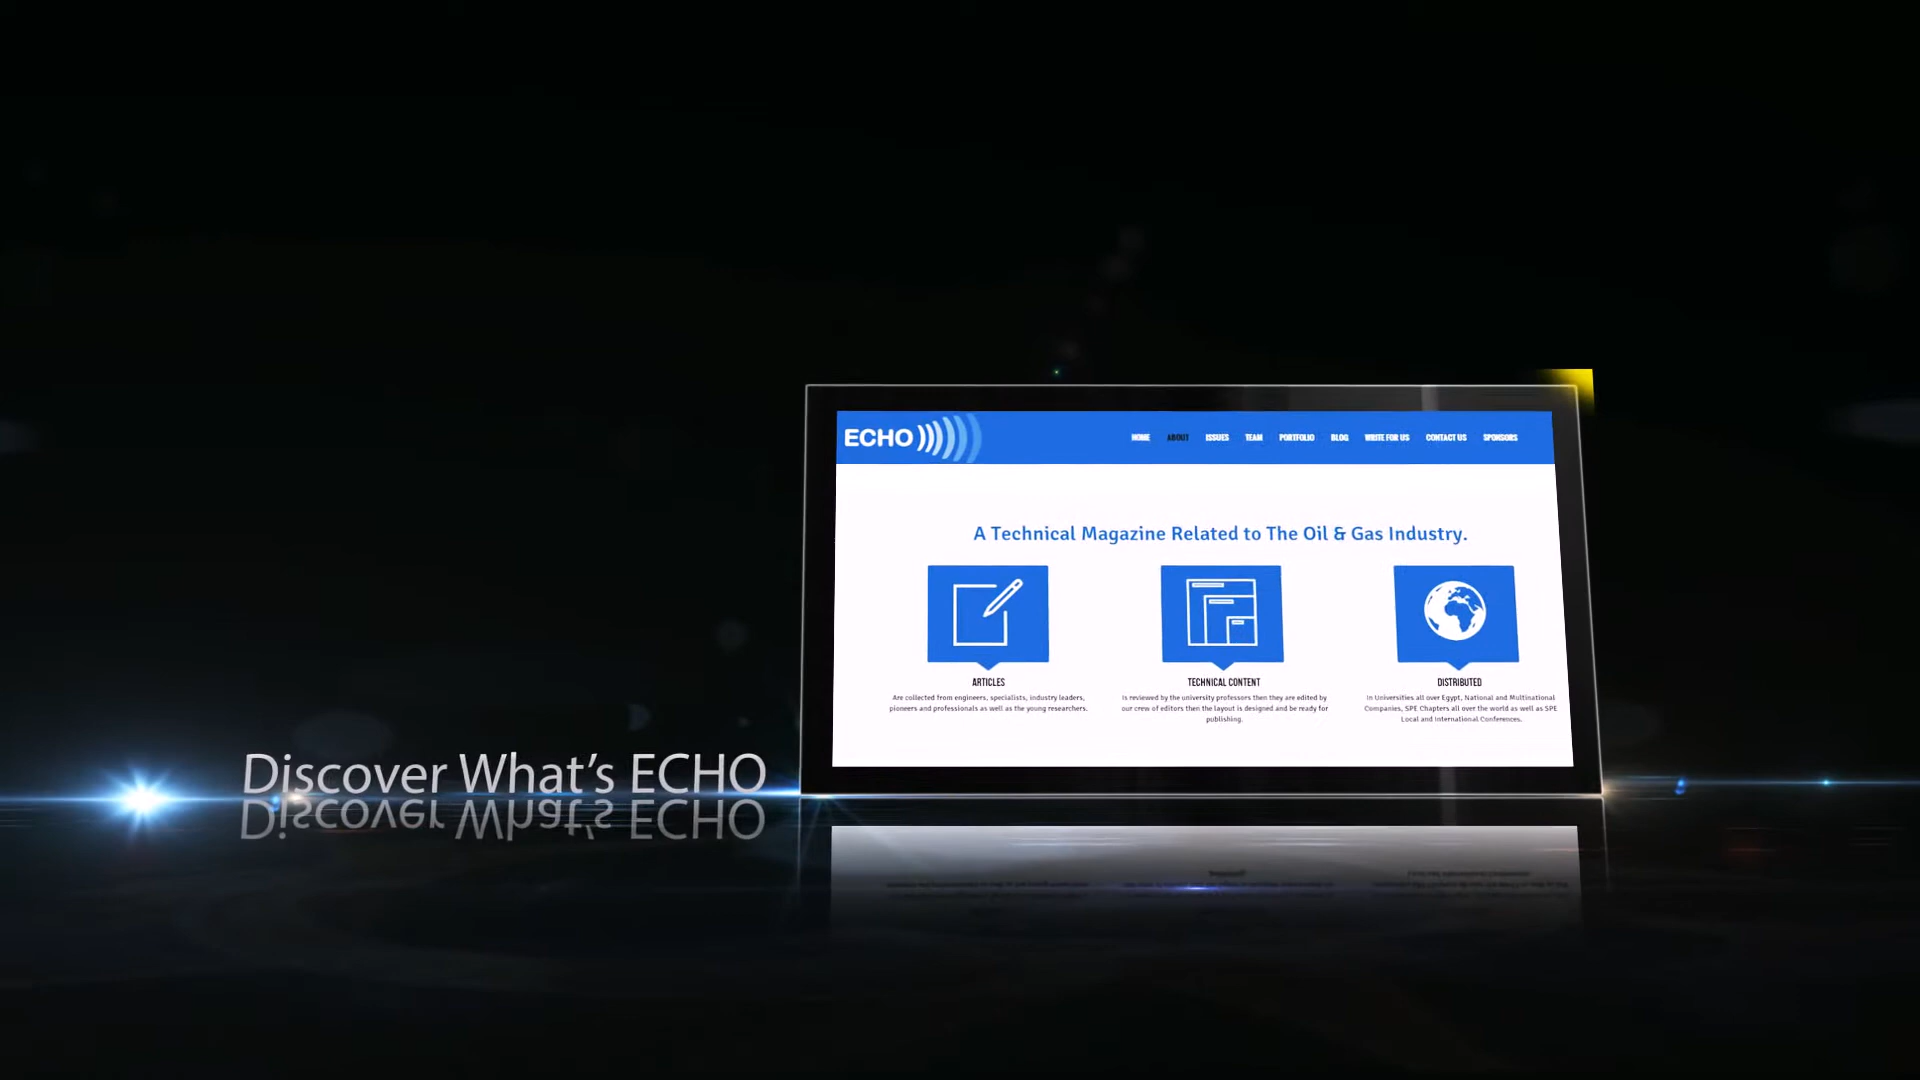 ECHO
HOME ABOUT ISSUES TEAM PORTFOLIO BLOG WRITE FOR US CONTACT US SPONSORS
A Technical Magazine Related to The Oil & Gas Industry.
ARTICLES
Are collected from engineers, specialists, industry leaders,
pioneers and professionals as well as the young researchers.
TECHNICAL CONTENT
Is reviewed by the university professors then they are edited by
our crew of editors then the layout is designed and be ready for
publishing.
DISTRIBUTED
In Universities all over Egypt, National and Multinational
Companies, SPE Chapters all over the world as well as SPE
Local and International Conferences.
Discover What's ECHO